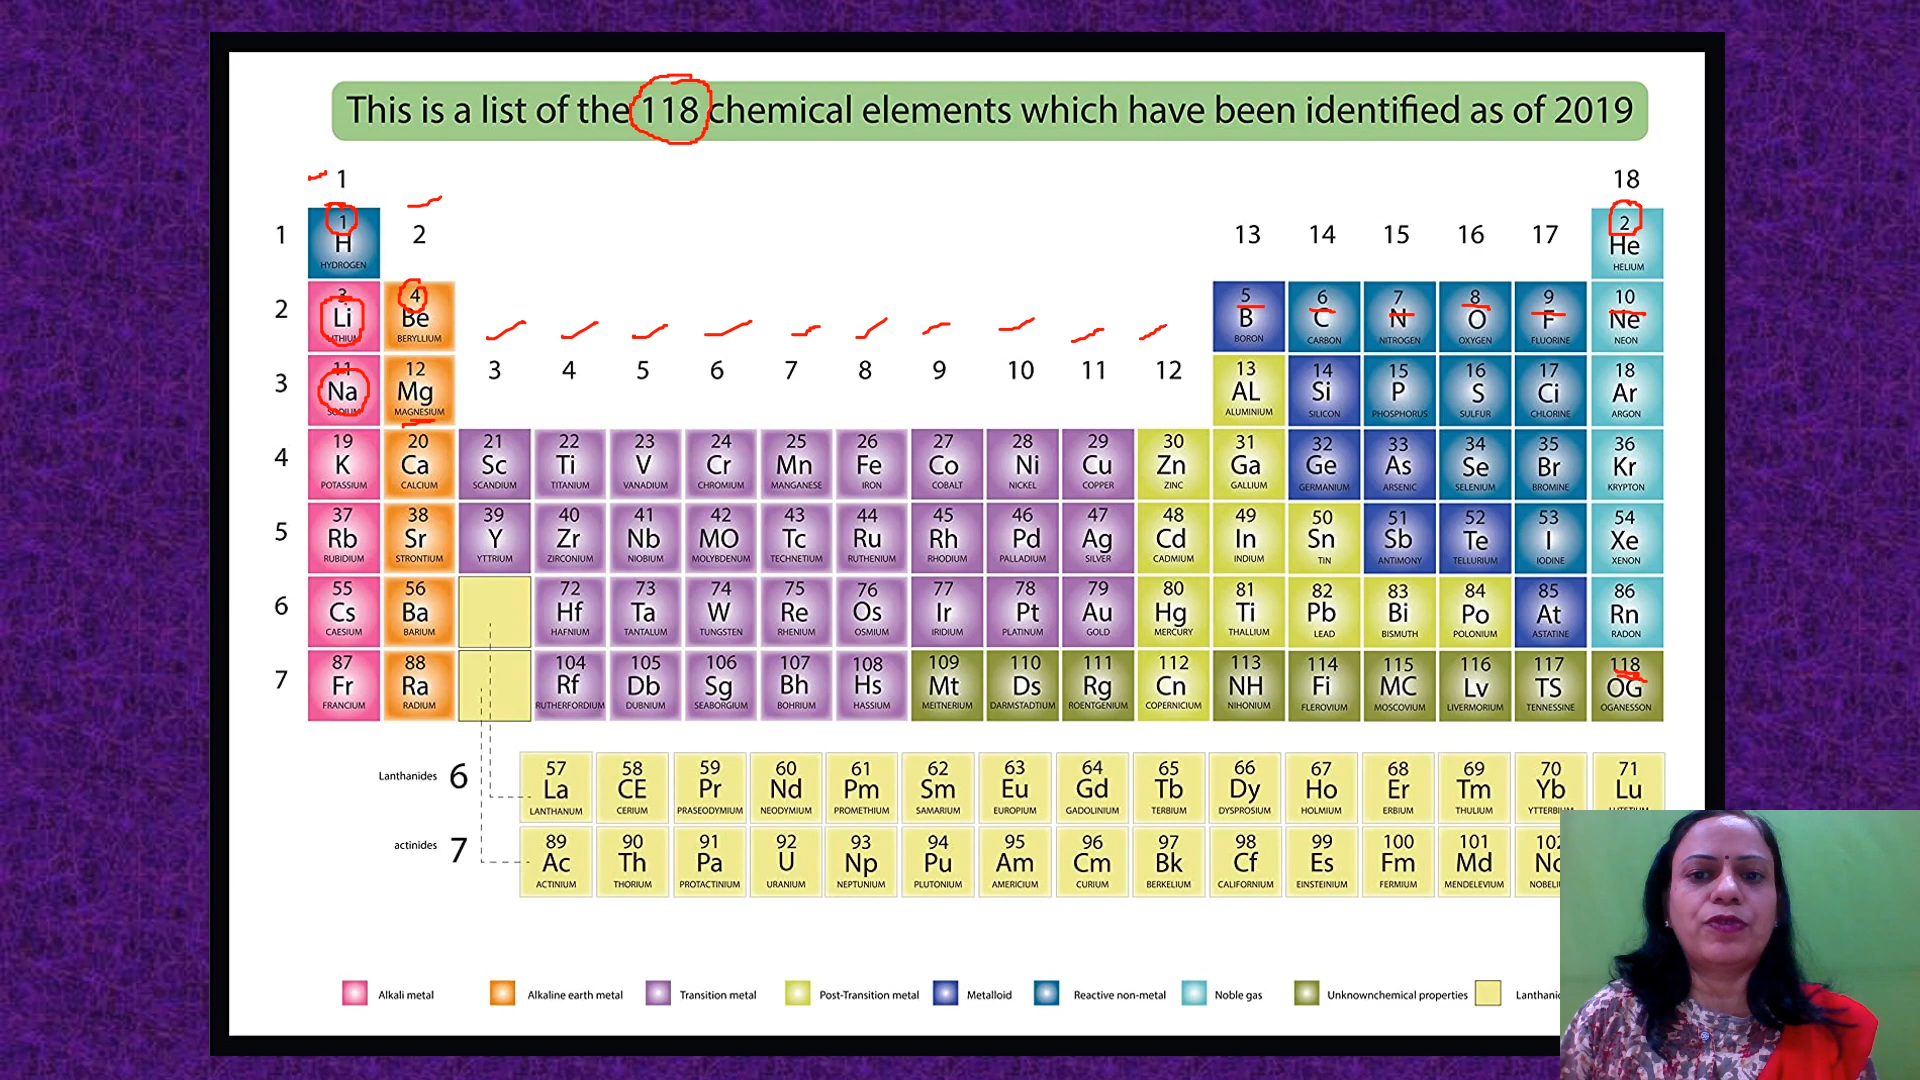 This is a list of the 118 chemical elements which have been identified as of 2019
1 18
1 2 13 14 15 16 17
1 H HYDROGEN 2 He HELIUM
2 3 Li LITHIUM 4 Be BERYLLIUM 5 B BORON 6 C CARBON 7 N NITROGEN 8 O OXYGEN 9 F FLUORINE 10 Ne NEON
3 4 5 6 7 8 9 10 11 12
3 11 Na SODIUM 12 Mg MAGNESIUM 13 AL ALUMINIUM 14 Si SILICON 15 P PHOSPHORUS 16 S SULFUR 17 Ci CHLORINE 18 Ar ARGON
4 19 K POTASSIUM 20 Ca CALCIUM 21 Sc SCANDIUM 22 Ti TITANIUM 23 V VANADIUM 24 Cr CHROMIUM 25 Mn MANGANESE 26 Fe IRON 27 Co COBALT 28 Ni NICKEL 29 Cu COPPER 30 Zn ZINC 31 Ga GALLIUM 32 Ge GERMANIUM 33 As ARSENIC 34 Se SELENIUM 35 Br BROMINE 36 Kr KRYPTON
5 37 Rb RUBIDIUM 38 Sr STRONTIUM 39 Y YTTRIUM 40 Zr ZIRCONIUM 41 Nb NIOBIUM 42 MO MOLYBDENUM 43 Tc TECHNETIUM 44 Ru RUTHENIUM 45 Rh RHODIUM 46 Pd PALLADIUM 47 Ag SILVER 48 Cd CADMIUM 49 In INDIUM 50 Sn TIN 51 Sb ANTIMONY 52 Te TELLURIUM 53 I IODINE 54 Xe XENON
6 55 Cs CAESIUM 56 Ba BARIUM 72 Hf HAFNIUM 73 Ta TANTALUM 74 W TUNGSTEN 75 Re RHENIUM 76 Os OSMIUM 77 Ir IRIDIUM 78 Pt PLATINUM 79 Au GOLD 80 Hg MERCURY 81 Ti THALLIUM 82 Pb LEAD 83 Bi BISMUTH 84 Po POLONIUM 85 At ASTATINE 86 Rn RADON
7 87 Fr FRANCIUM 88 Ra RADIUM 104 Rf RUTHERFORDIUM 105 Db DUBNIUM 106 Sg SEABORGIUM 107 Bh BOHRIUM 108 Hs HASSIUM 109 Mt MEITNERIUM 110 Ds DARMSTADTIUM 111 Rg ROENTGENIUM 112 Cn COPERNICIUM 113 NH NIHONIUM 114 Fi FLEROVIUM 115 MC MOSCOVIUM 116 Lv LIVERMORIUM 117 TS TENNESSINE 118 OG OGANESSON
Lanthanides 6 57 La LANTHANUM 58 CE CERIUM 59 Pr PRASEODYMIUM 60 Nd NEODYMIUM 61 Pm PROMETHIUM 62 Sm SAMARIUM 63 Eu EUROPIUM 64 Gd GADOLINIUM 65 Tb TERBIUM 66 Dy DYSPROSIUM 67 Ho HOLMIUM 68 Er ERBIUM 69 Tm THULIUM 70 Yb YTTERBIU 71 Lu
actinides 7 89 Ac ACTINIUM 90 Th THORIUM 91 Pa PROTACTINIUM 92 U URANIUM 93 Np NEPTUNIUM 94 Pu PLUTONIUM 95 Am AMERICIUM 96 Cm CURIUM 97 Bk BERKELIUM 98 Cf CALIFORNIUM 99 Es EINSTEINIUM 100 Fm FERMIUM 101 Md MENDELEVIUM 102 NOBELI
Alkali metal Alkaline earth metal Transition metal Post-Transition metal Metalloid Reactive non-metal Noble gas Unknownchemical properties Lanthani